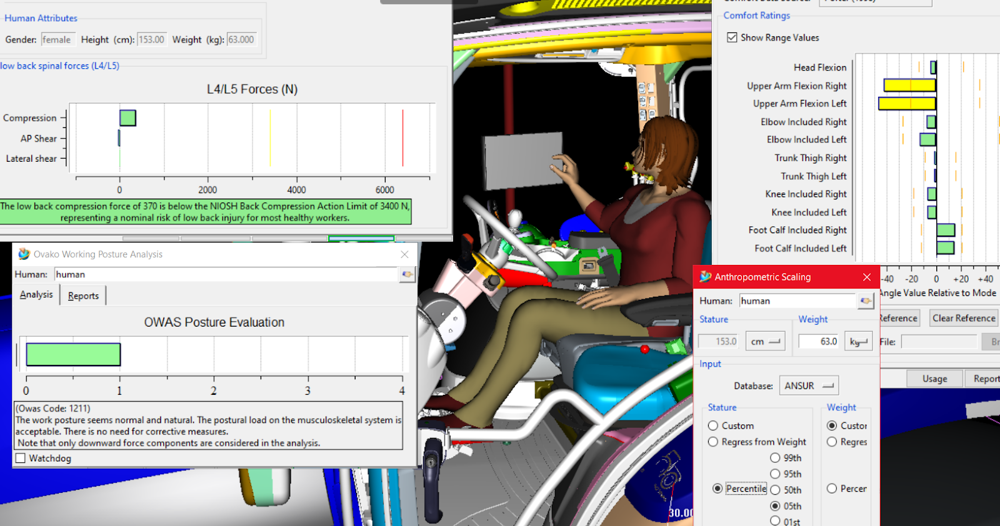 Human Attributes
Gender: female Height (cm): 153.00 Weight (kg): 63.000
low back spinal forces (L4/L5)
L4/L5 Forces (N)
Compression
AP Shear
Lateral shear
0 2000 4000 6000
The low back compression force of 370 is below the NIOSH Back Compression Action Limit of 3400 N,
representing a nominal risk of low back injury for most healthy workers.
Ovako Working Posture Analysis
Human: human
Analysis Reports
OWAS Posture Evaluation
0 1 2 3 4
(Owas Code: 1211)
The work posture seems normal and natural. The postural load on the musculoskeletal system is
acceptable. There is no need for corrective measures.
Note that only downward force components are considered in the analysis.
Watchdog
Comfort Ratings
Show Range Values
Head Flexion
Upper Arm Flexion Right
Upper Arm Flexion Left
Elbow Included Right
Elbow Included Left
Trunk Thigh Right
Trunk Thigh Left
Knee Included Right
Knee Included Left
Foot Calf Included Right
Foot Calf Included Left
-40 -20 0 +20 +40
Angle Value Relative to Mode
Reference Clear Reference
File: Br
Usage Report
Anthropometric Scaling
Human: human
Stature Weight
153.0 cm 63.0 kg
Input
Database: ANSUR
Stature Weight
Custom Custor
Regress from Weight Regres
99th
95th
Percentile 50th Percer
05th
01st
30.00